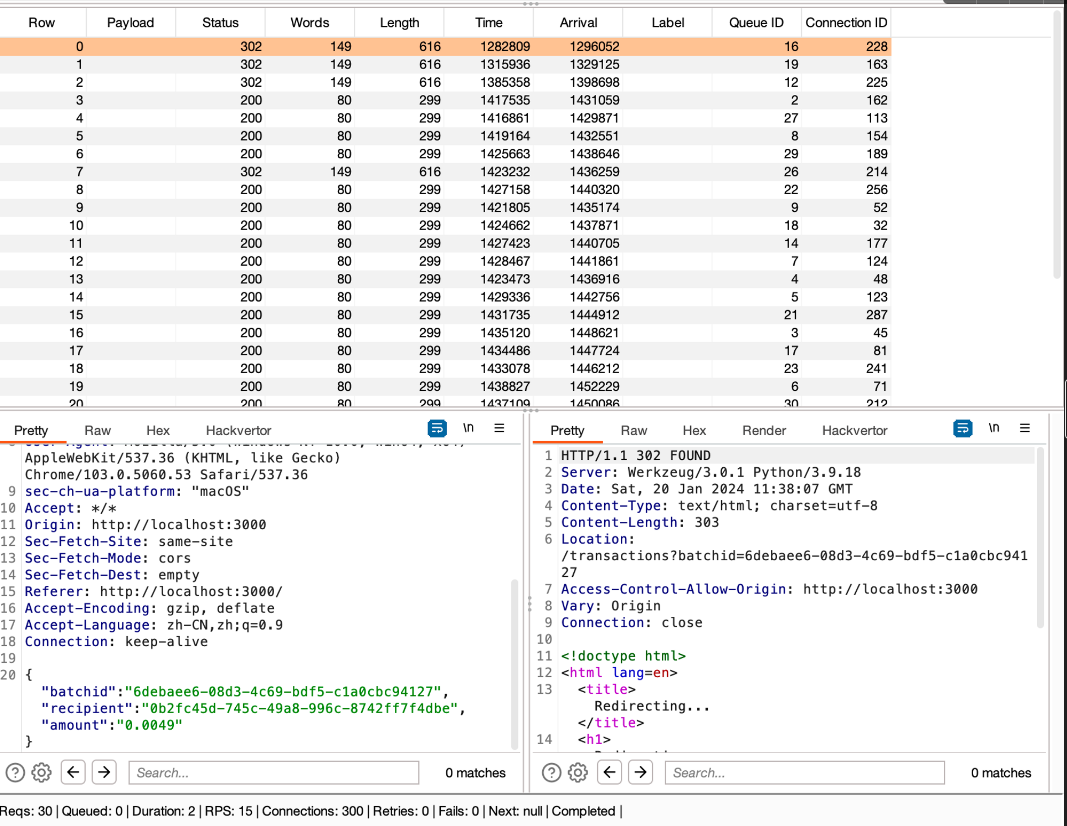 Row Payload Status Words Length Time Arrival Label Queue ID Connection ID
0 302 149 616 1282809 1296052 16 228
1 302 149 616 1315936 1329125 19 163
2 302 149 616 1385358 1398698 12 225
3 200 80 299 1417535 1431059 2 162
4 200 80 299 1416861 1429871 27 113
5 200 80 299 1419164 1432551 8 154
6 200 80 299 1425663 1438646 29 189
7 302 149 616 1423232 1436259 26 214
8 200 80 299 1427158 1440320 22 256
9 200 80 299 1421805 1435174 9 52
10 200 80 299 1424662 1437871 18 32
11 200 80 299 1427423 1440705 14 177
12 200 80 299 1428467 1441861 7 124
13 200 80 299 1423473 1436916 4 48
14 200 80 299 1429336 1442756 5 123
15 200 80 299 1431735 1444912 21 287
16 200 80 299 1435120 1448621 3 45
17 200 80 299 1434486 1447724 17 81
18 200 80 299 1433078 1446212 23 241
19 200 80 299 1438827 1452229 6 71
20 200 80 299 1437109 1450086 30 212
Pretty Raw Hex Hackvertor \n
AppleWebKit/537.36 (KHTML, like Gecko)
Chrome/103.0.5060.53 Safari/537.36
9 sec-ch-ua-platform: "macOS"
10 Accept: */*
11 Origin: http://localhost:3000
12 Sec-Fetch-Site: same-site
13 Sec-Fetch-Mode: cors
14 Sec-Fetch-Dest: empty
15 Referer: http://localhost:3000/
16 Accept-Encoding: gzip, deflate
17 Accept-Language: zh-CN,zh;q=0.9
18 Connection: keep-alive
19
20 {
"batchid":"6debaee6-08d3-4c69-bdf5-c1a0cbc94127",
"recipient":"0b2fc45d-745c-49a8-996c-8742ff7f4dbe",
"amount":"0.0049"
}
Search... 0 matches
Pretty Raw Hex Render Hackvertor \n
1 HTTP/1.1 302 FOUND
2 Server: Werkzeug/3.0.1 Python/3.9.18
3 Date: Sat, 20 Jan 2024 11:38:07 GMT
4 Content-Type: text/html; charset=utf-8
5 Content-Length: 303
6 Location:
/transactions?batchid=6debaee6-08d3-4c69-bdf5-c1a0cbc941
27
7 Access-Control-Allow-Origin: http://localhost:3000
8 Vary: Origin
9 Connection: close
10
11 <!doctype html>
12 <html lang=en>
13 <title>
Redirecting...
</title>
14 <h1>
Search... 0 matches
Reqs: 30 | Queued: 0 | Duration: 2 | RPS: 15 | Connections: 300 | Retries: 0 | Fails: 0 | Next: null | Completed |